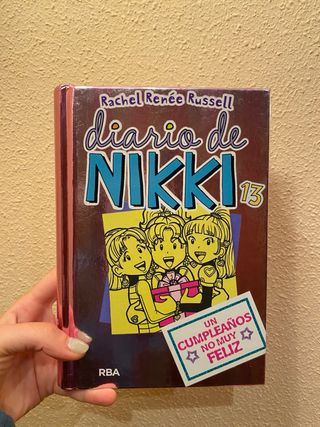 Rachel Renée Russell
diario de
NIKKI 13
UN
CUMPLEAÑOS
NO MUY
FELIZ
RBA